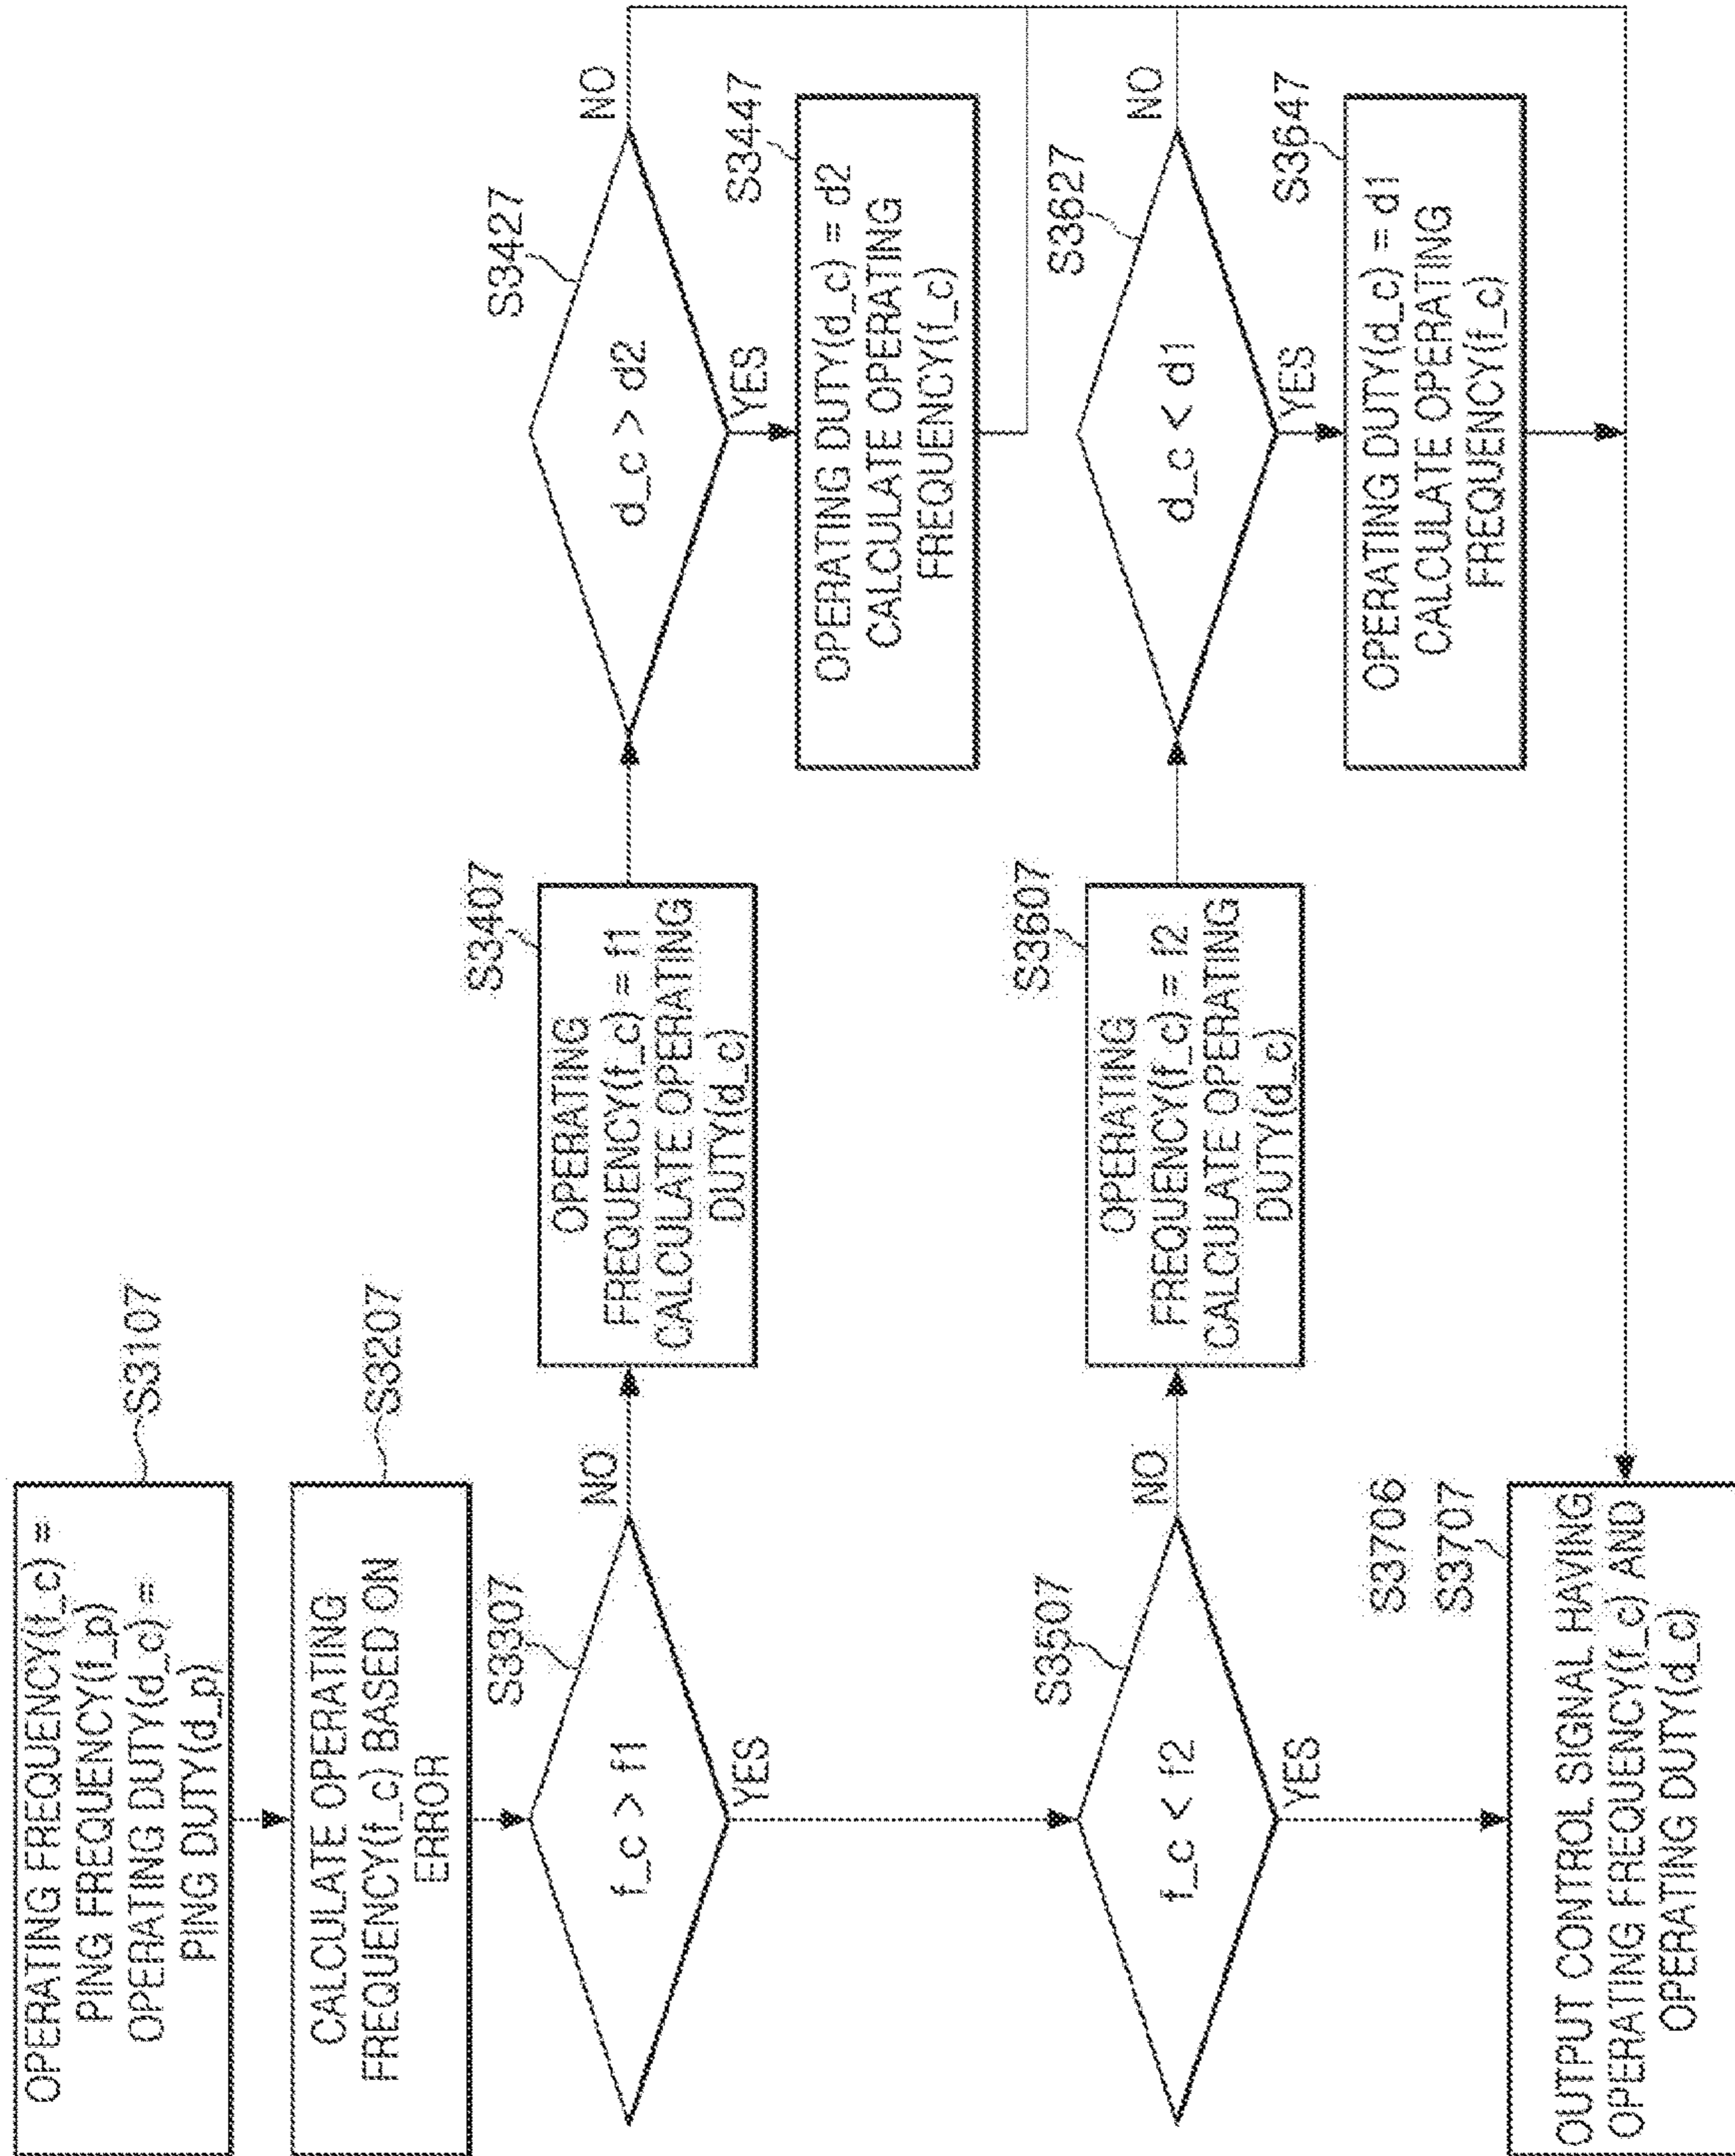 OPERATING FREQUENCY(f_c) =
PING FREQUENCY(f_p)
OPERATING DUTY(d_c) =
PING DUTY(d_p)
S3107
CALCULATE OPERATING
FREQUENCY(f_c) BASED ON
ERROR
S3207
f_c > f1
S3307
NO
YES
OPERATING
FREQUENCY(f_c) = f1
CALCULATE OPERATING
DUTY(d_c)
S3407
d_c > d2
S3427
NO
YES
OPERATING DUTY(d_c) = d2
CALCULATE OPERATING
FREQUENCY(f_c)
S3447
f_c < f2
S3507
NO
YES
OPERATING
FREQUENCY(f_c) = f2
CALCULATE OPERATING
DUTY(d_c)
S3607
d_c < d1
S3627
NO
YES
OPERATING DUTY(d_c) = d1
CALCULATE OPERATING
FREQUENCY(f_c)
S3647
S3706
S3707
OUTPUT CONTROL SIGNAL HAVING
OPERATING FREQUENCY(f_c) AND
OPERATING DUTY(d_c)